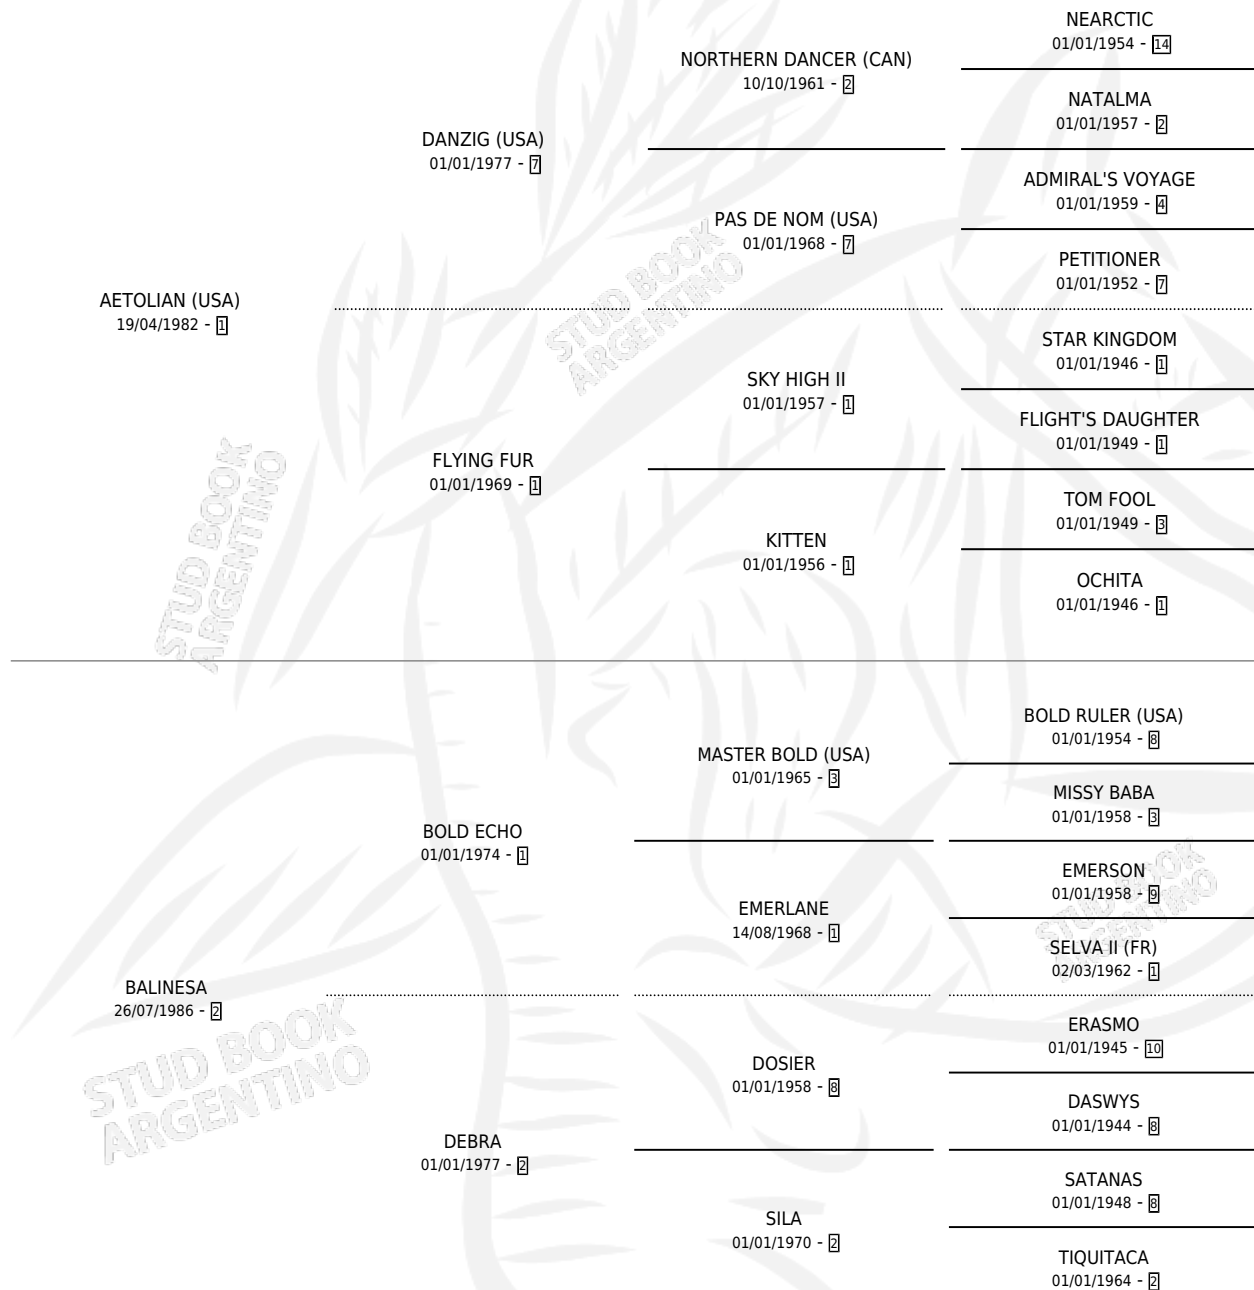 NEARCTIC
01/01/1954 - 14
NORTHERN DANCER (CAN)
10/10/1961 - 2
NATALMA
01/01/1957 - 2
DANZIG (USA)
01/01/1977 - 7
ADMIRAL'S VOYAGE
01/01/1959 - 4
PAS DE NOM (USA)
01/01/1968 - 7
PETITIONER
01/01/1952 - 7
AETOLIAN (USA)
19/04/1982 - 1
STUD BOOK
ARGENTINO
STAR KINGDOM
01/01/1946 - 1
SKY HIGH II
01/01/1957 - 1
FLIGHT'S DAUGHTER
01/01/1949 - 1
FLYING FUR
01/01/1969 - 1
TOM FOOL
01/01/1949 - 3
KITTEN
01/01/1956 - 1
OCHITA
01/01/1946 - 1
STUD BOOK
ARGENTINO
BOLD RULER (USA)
01/01/1954 - 8
MASTER BOLD (USA)
01/01/1965 - 3
MISSY BABA
01/01/1958 - 3
BOLD ECHO
01/01/1974 - 1
EMERSON
01/01/1958 - 9
EMERLANE
14/08/1968 - 1
STUD BOOK
ARGENTINO
SELVA II (FR)
02/03/1962 - 1
BALINESA
26/07/1986 - 2
STUD BOOK
ARGENTINO
ERASMO
01/01/1945 - 10
DOSIER
01/01/1958 - 8
DASWYS
01/01/1944 - 8
DEBRA
01/01/1977 - 2
SATANAS
01/01/1948 - 8
SILA
01/01/1970 - 2
TIQUITACA
01/01/1964 - 2